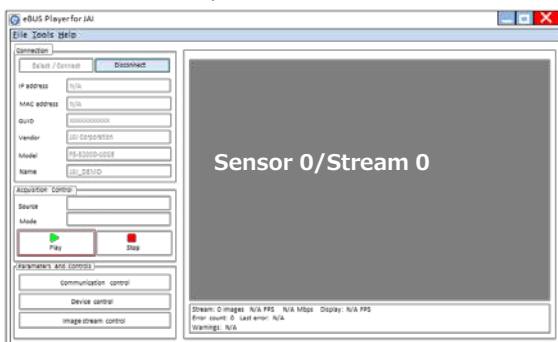 eBUS Player for JAI
File Tools Help
Connection
Select / Connect
Disconnect
IP address N/A
MAC address N/A
GUID XXXXXXXXXXX
Vendor JAI Corporation
Model
Name JAI_DEMO
Acquisition Control
Source
Mode
Play
Stop
Parameters and Controls
Communication control
Device control
Image stream control
Sensor 0/Stream 0
Stream: 0 images N/A FPS N/A Mbps Display: N/A FPS
Error count: 0 Last error: N/A
Warnings: N/A